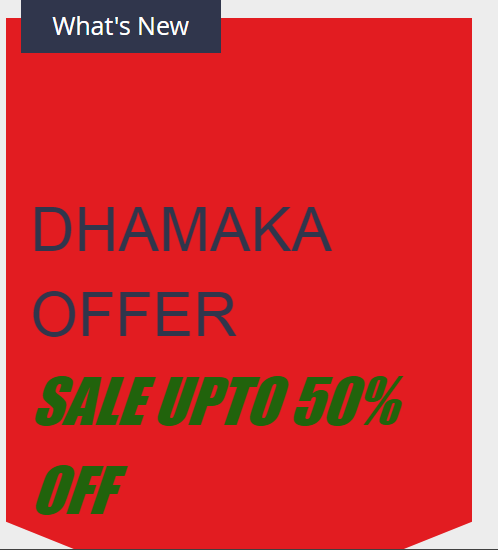 What's New
DHAMAKA
OFFER
SALE UPTO 50%
OFF